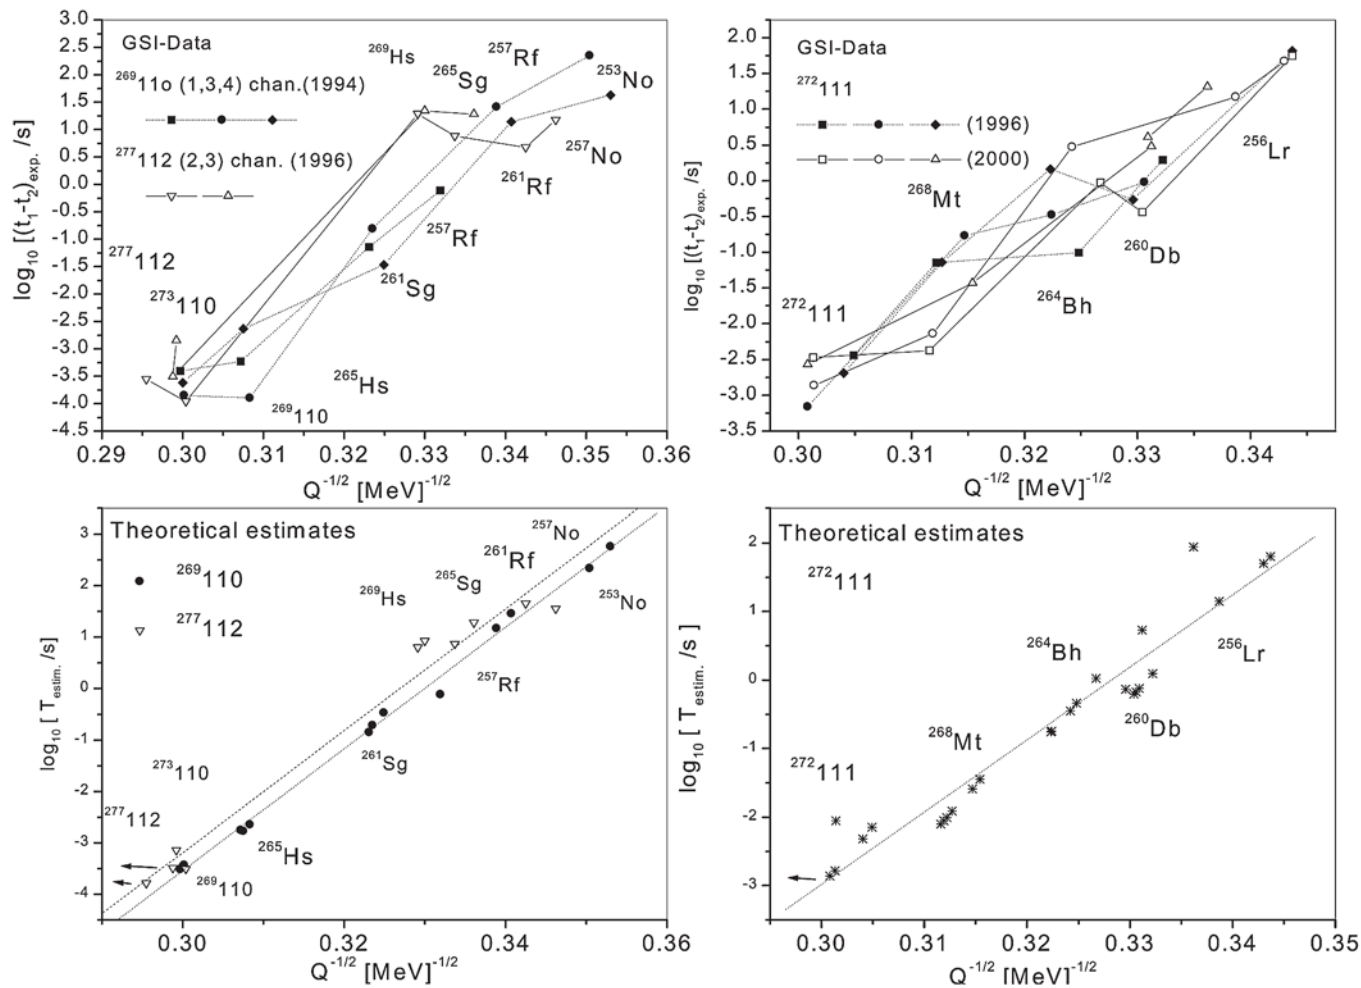 GSI-Data
²⁶⁹11o (1,3,4) chan.(1994)
²⁷⁷112 (2,3) chan. (1996)
²⁶⁹Hs
²⁵⁷Rf
²⁶⁵Sg
²⁵³No
²⁵⁷No
²⁶¹Rf
²⁵⁷Rf
²⁶¹Sg
²⁷⁷112
²⁷³110
²⁶⁵Hs
²⁶⁹110
log₁₀ [(t₁-t₂)exp. /s]
3.0
2.5
2.0
1.5
1.0
0.5
0.0
-0.5
-1.0
-1.5
-2.0
-2.5
-3.0
-3.5
-4.0
-4.5
0.29 0.30 0.31 0.32 0.33 0.34 0.35 0.36
Q⁻¹/² [MeV]⁻¹/²
GSI-Data
²⁷²111
(1996)
(2000)
²⁵⁶Lr
²⁶⁸Mt
²⁶⁰Db
²⁶⁴Bh
²⁷²111
log₁₀ [(t₁-t₂)exp. /s]
2.0
1.5
1.0
0.5
0.0
-0.5
-1.0
-1.5
-2.0
-2.5
-3.0
-3.5
0.30 0.31 0.32 0.33 0.34
Q⁻¹/² [MeV]⁻¹/²
Theoretical estimates
²⁶⁹110
²⁷⁷112
²⁵⁷No
²⁶¹Rf
²⁶⁵Sg
²⁶⁹Hs
²⁵³No
²⁵⁷Rf
²⁶¹Sg
²⁷³110
²⁷⁷112
²⁶⁵Hs
²⁶⁹110
log₁₀ [ Testim. /s]
3
2
1
0
-1
-2
-3
-4
0.30 0.32 0.34 0.36
Q⁻¹/² [MeV]⁻¹/²
Theoretical estimates
²⁷²111
²⁶⁴Bh
²⁵⁶Lr
²⁶⁰Db
²⁶⁸Mt
²⁷²111
log₁₀ [ Testim. /s]
2
1
0
-1
-2
-3
0.30 0.31 0.32 0.33 0.34 0.35
Q⁻¹/² [MeV]⁻¹/²